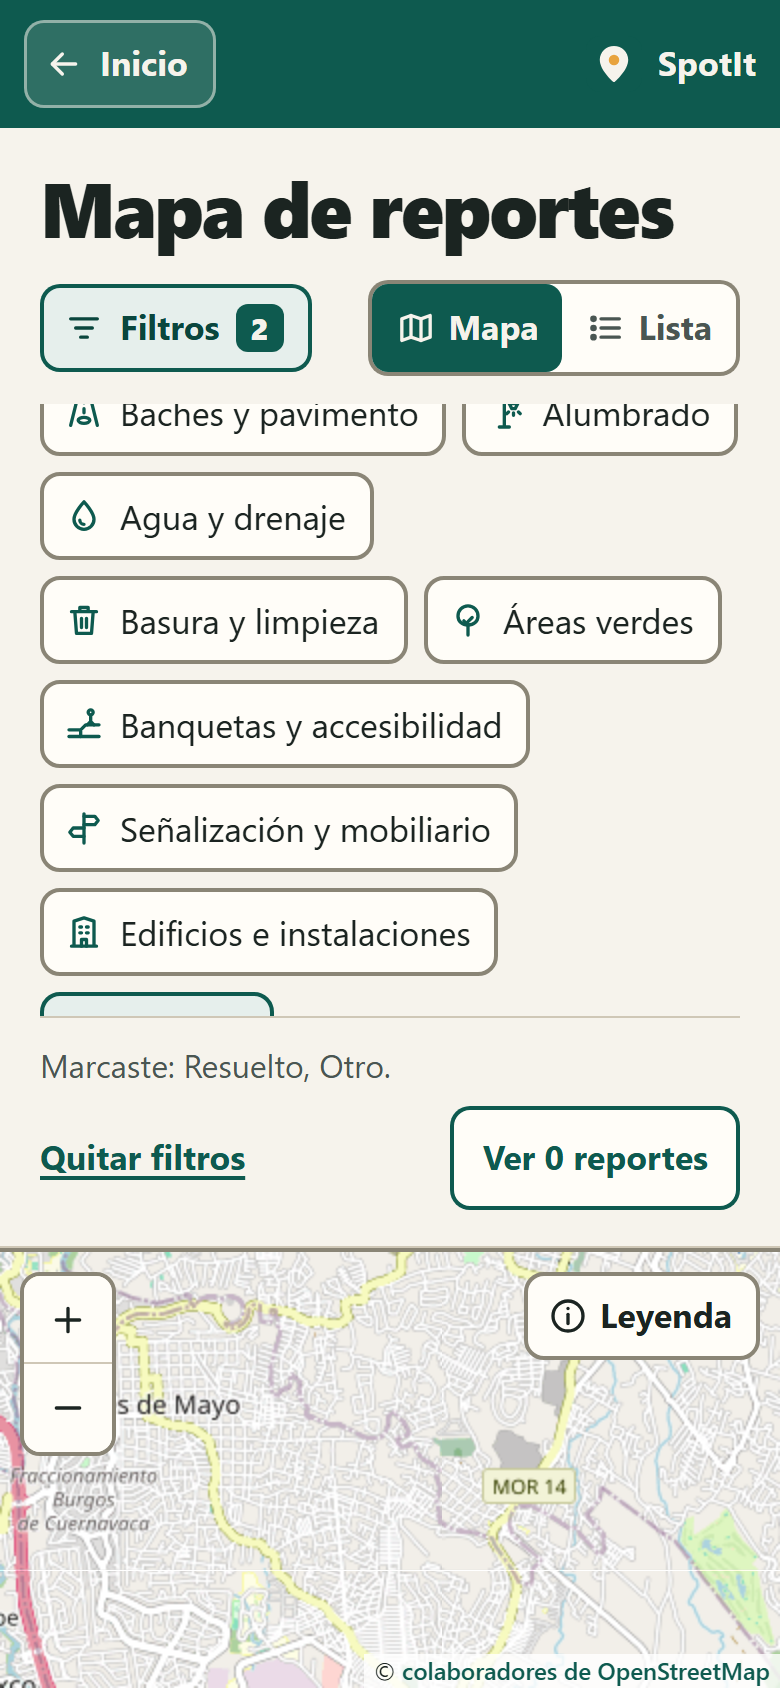 Inicio
SpotIt
Mapa de reportes
Filtros 2
Mapa
Lista
Baches y pavimento
Alumbrado
Agua y drenaje
Basura y limpieza
Áreas verdes
Banquetas y accesibilidad
Señalización y mobiliario
Edificios e instalaciones
Marcaste: Resuelto, Otro.
Quitar filtros
Ver 0 reportes
+
Leyenda
−
s de Mayo
Fraccionamiento
Burgos
de Cuernavaca
MOR 14
© colaboradores de OpenStreetMap